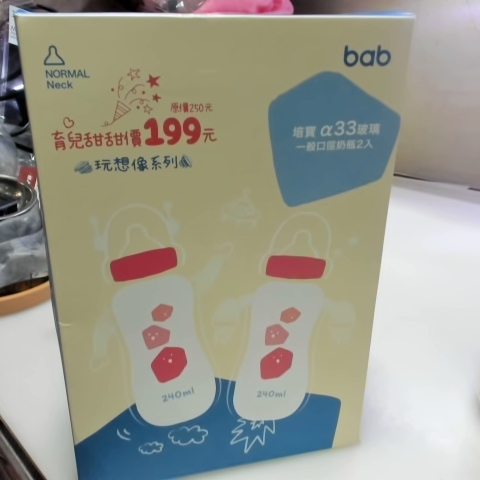 NORMAL
Neck
bab
原價250元
育兒甜甜價199元
玩想像系列
培寶 α33玻璃
一般口徑奶瓶2入
240ml
240ml